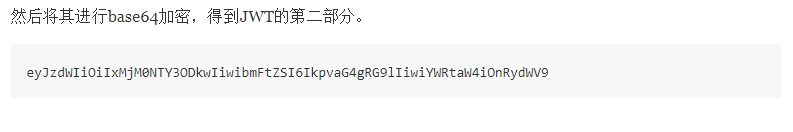 然后将其进行base64加密，得到JWT的第二部分。
eyJzdWIiOiIxMjM0NTY3ODkwIiwibmFtZSI6IkpvaG4gRG9lIiwiYWRtaW4iOnRydWV9